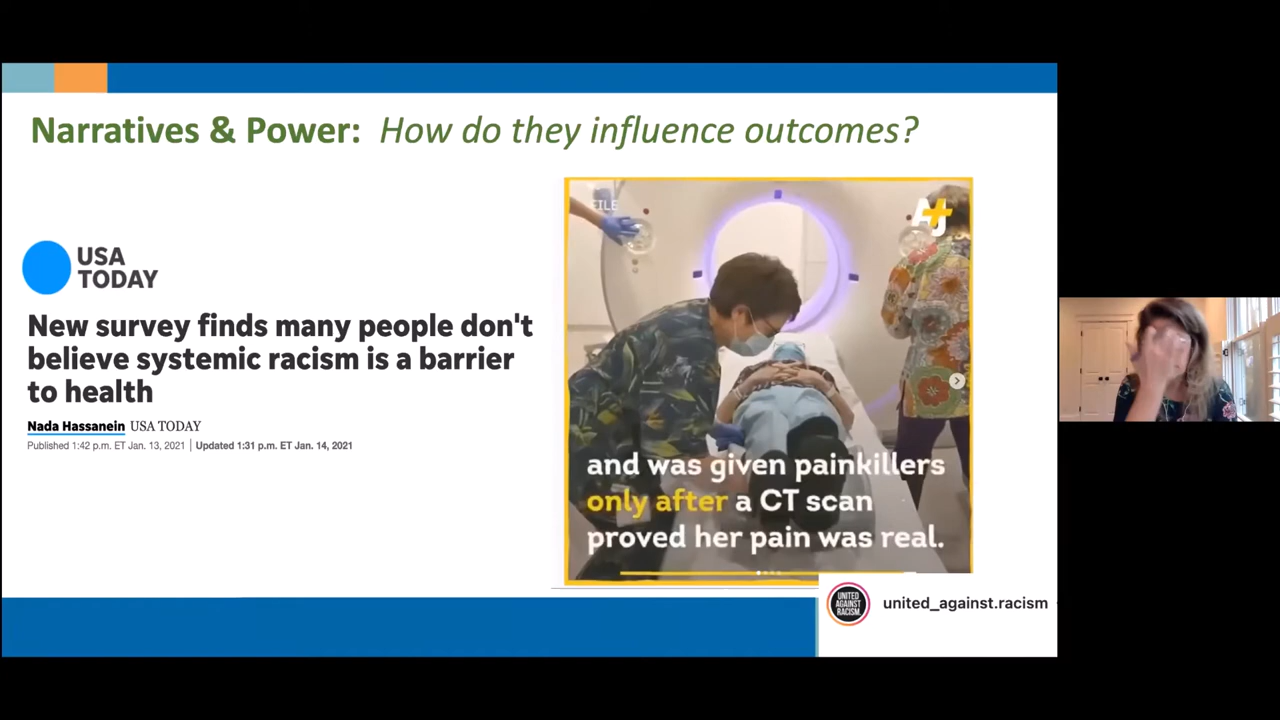 Narratives & Power: How do they influence outcomes?
USA
TODAY
New survey finds many people don't
believe systemic racism is a barrier
to health
Nada Hassanein USA TODAY
Published 1:42 p.m. ET Jan. 13, 2021 | Updated 1:31 p.m. ET Jan. 14, 2021
FILE
AJ+
and was given painkillers
only after a CT scan
proved her pain was real.
UNITED
AGAINST
RACISM
united_against.racism